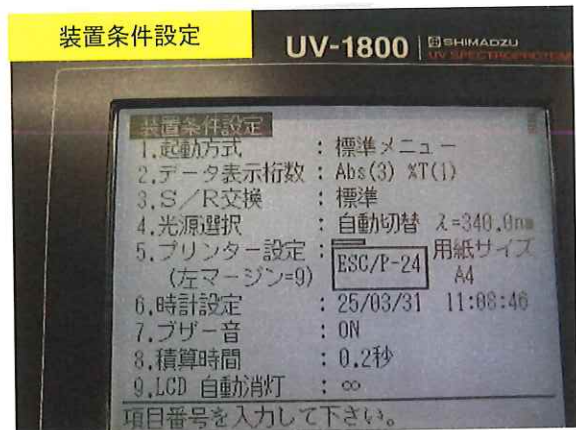 装置条件設定
UV-1800 SHIMADZU
UV SPECTROPHOTOM
装置条件設定
1.起動方式 : 標準メニュー
2.データ表示桁数 : Abs(3) %T(1)
3.S/R交換 : 標準
4.光源選択 : 自動切替 λ=340.0nm
5.プリンター設定 : ESC/P-24 用紙サイズ
(左マージン=9) A4
6.時計設定 : 25/03/31 11:08:46
7.ブザー音 : ON
8.積算時間 : 0.2秒
9.LCD 自動消灯 : ∞
項目番号を入力して下さい。